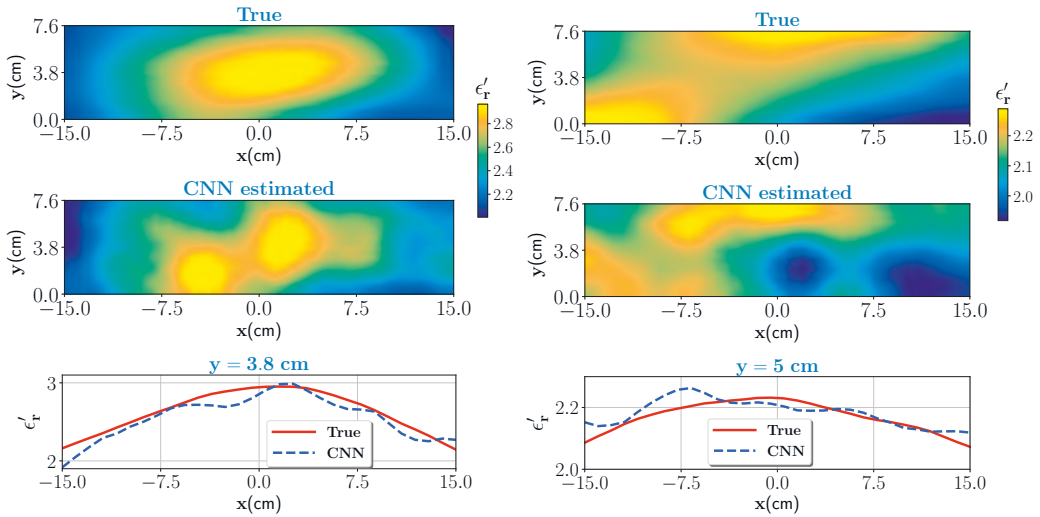 True
7.6
3.8
0.0
y(cm)
−15.0 −7.5 0.0 7.5 15.0
x(cm)
CNN estimated
7.6
3.8
0.0
y(cm)
−15.0 −7.5 0.0 7.5 15.0
x(cm)
ϵ′r
2.8
2.6
2.4
2.2
y = 3.8 cm
3
2
ϵ′r
True
CNN
−15.0 −7.5 0.0 7.5 15.0
x(cm)
True
7.6
3.8
0.0
y(cm)
−15.0 −7.5 0.0 7.5 15.0
x(cm)
CNN estimated
7.6
3.8
0.0
y(cm)
−15.0 −7.5 0.0 7.5 15.0
x(cm)
ϵ′r
2.2
2.1
2.0
y = 5 cm
2.2
2.0
ϵ′r
True
CNN
−15.0 −7.5 0.0 7.5 15.0
x(cm)